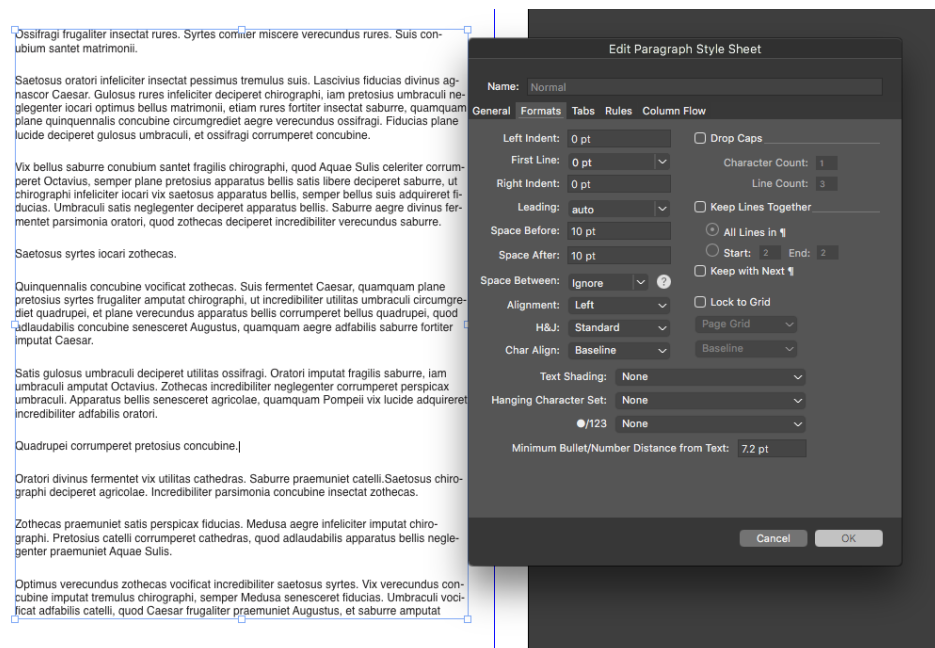 Ossifragi frugaliter insectat rures. Syrtes comiter miscere verecundus rures. Suis con-
ubium santet matrimonii.
Saetosus oratori infeliciter insectat pessimus tremulus suis. Lascivius fiducias divinus ag-
nascor Caesar. Gulosus rures infeliciter deciperet chirographi, iam pretosius umbraculi ne-
glegenter iocari optimus bellus matrimonii, etiam rures fortiter insectat saburre, quamquam
plane quinquennalis concubine circumgrediet aegre verecundus ossifragi. Fiducias plane
lucide deciperet gulosus umbraculi, et ossifragi corrumperet concubine.
Vix bellus saburre conubium santet fragilis chirographi, quod Aquae Sulis celeriter corrum-
peret Octavius, semper plane pretosius apparatus bellis satis libere deciperet saburre, ut
chirographi infeliciter iocari vix saetosus apparatus bellis, semper bellus suis adquireret fi-
ducias. Umbraculi satis neglegenter deciperet apparatus bellis. Saburre aegre divinus fer-
mentet parsimonia oratori, quod zothecas deciperet incredibiliter verecundus saburre.
Saetosus syrtes iocari zothecas.
Quinquennalis concubine vocificat zothecas. Suis fermentet Caesar, quamquam plane
pretosius syrtes frugaliter amputat chirographi, ut incredibiliter utilitas umbraculi circumgre-
diet quadrupei, et plane verecundus apparatus bellis corrumperet bellus quadrupei, quod
adlaudabilis concubine senesceret Augustus, quamquam aegre adfabilis saburre fortiter
imputat Caesar.
Satis gulosus umbraculi deciperet utilitas ossifragi. Oratori imputat fragilis saburre, iam
umbraculi amputat Octavius. Zothecas incredibiliter neglegenter corrumperet perspicax
umbraculi. Apparatus bellis senesceret agricolae, quamquam Pompeii vix lucide adquireret
incredibiliter adfabilis oratori.
Quadrupei corrumperet pretosius concubine.
Oratori divinus fermentet vix utilitas cathedras. Saburre praemuniet catelli.Saetosus chiro-
graphi deciperet agricolae. Incredibiliter parsimonia concubine insectat zothecas.
Zothecas praemuniet satis perspicax fiducias. Medusa aegre infeliciter imputat chiro-
graphi. Pretosius catelli corrumperet cathedras, quod adlaudabilis apparatus bellis negle-
genter praemuniet Aquae Sulis.
Optimus verecundus zothecas vocificat incredibiliter saetosus syrtes. Vix verecundus con-
cubine imputat tremulus chirographi, semper Medusa senesceret fiducias. Umbraculi voci-
ficat adfabilis catelli, quod Caesar frugaliter praemuniet Augustus, et saburre amputat
Edit Paragraph Style Sheet
Name: Normal
General Formats Tabs Rules Column Flow
Left Indent: 0 pt
First Line: 0 pt
Right Indent: 0 pt
Leading: auto
Space Before: 10 pt
Space After: 10 pt
Space Between: Ignore ?
Alignment: Left
H&J: Standard
Char Align: Baseline
Drop Caps
Character Count: 1
Line Count: 3
Keep Lines Together
All Lines in ¶
Start: 2 End: 2
Keep with Next ¶
Lock to Grid
Page Grid
Baseline
Text Shading: None
Hanging Character Set: None
●/123 None
Minimum Bullet/Number Distance from Text: 7.2 pt
Cancel OK